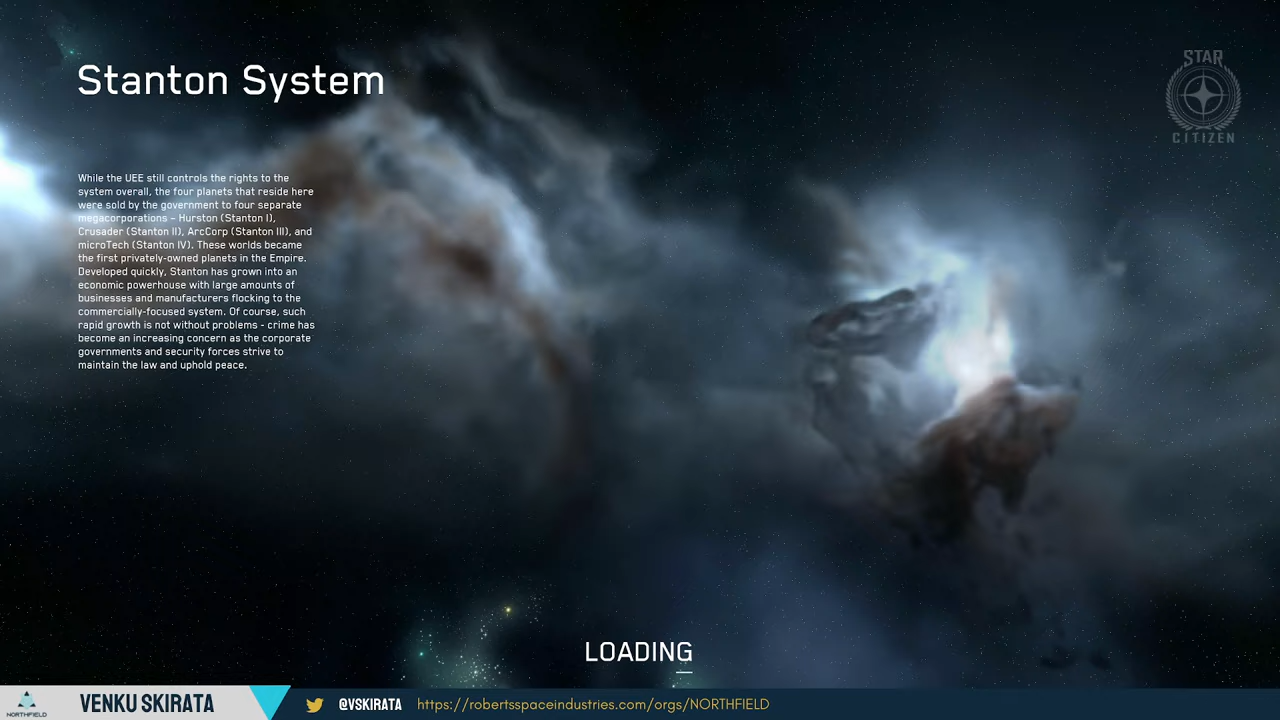 Stanton System
STAR
CITIZEN
While the UEE still controls the rights to the
system overall, the four planets that reside here
were sold by the government to four separate
megacorporations – Hurston (Stanton I),
Crusader (Stanton II), ArcCorp (Stanton III), and
microTech (Stanton IV). These worlds became
the first privately-owned planets in the Empire.
Developed quickly, Stanton has grown into an
economic powerhouse with large amounts of
businesses and manufacturers flocking to the
commercially-focused system. Of course, such
rapid growth is not without problems - crime has
become an increasing concern as the corporate
governments and security forces strive to
maintain the law and uphold peace.
LOADING
NORTHFIELD
VENKU SKIRATA
@VSKIRATA
https://robertsspaceindustries.com/orgs/NORTHFIELD